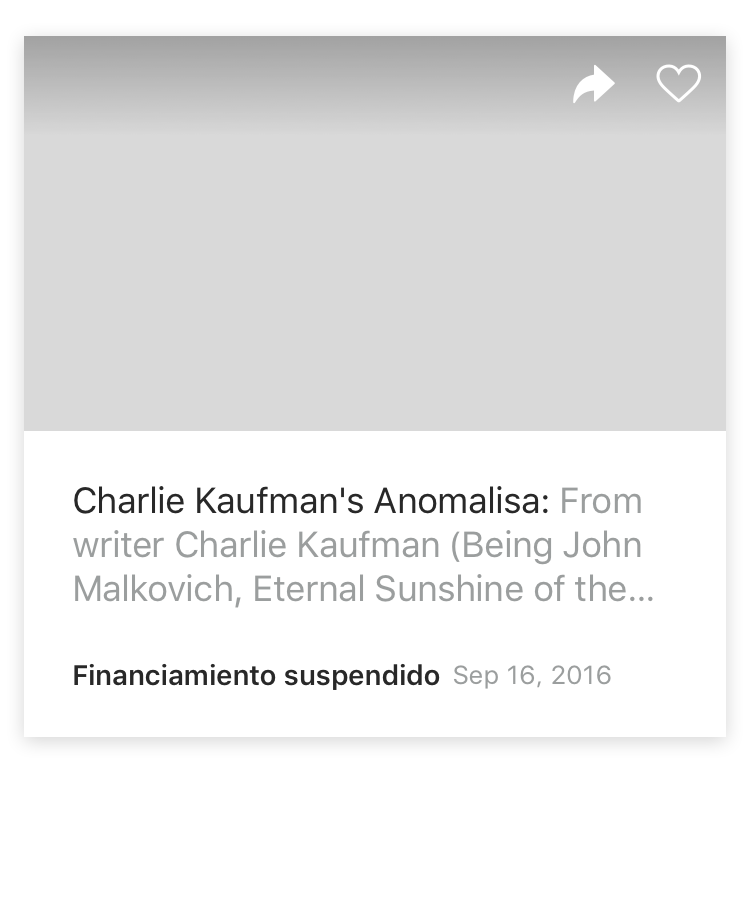 Charlie Kaufman's Anomalisa: From
writer Charlie Kaufman (Being John
Malkovich, Eternal Sunshine of the...
Financiamiento suspendido Sep 16, 2016